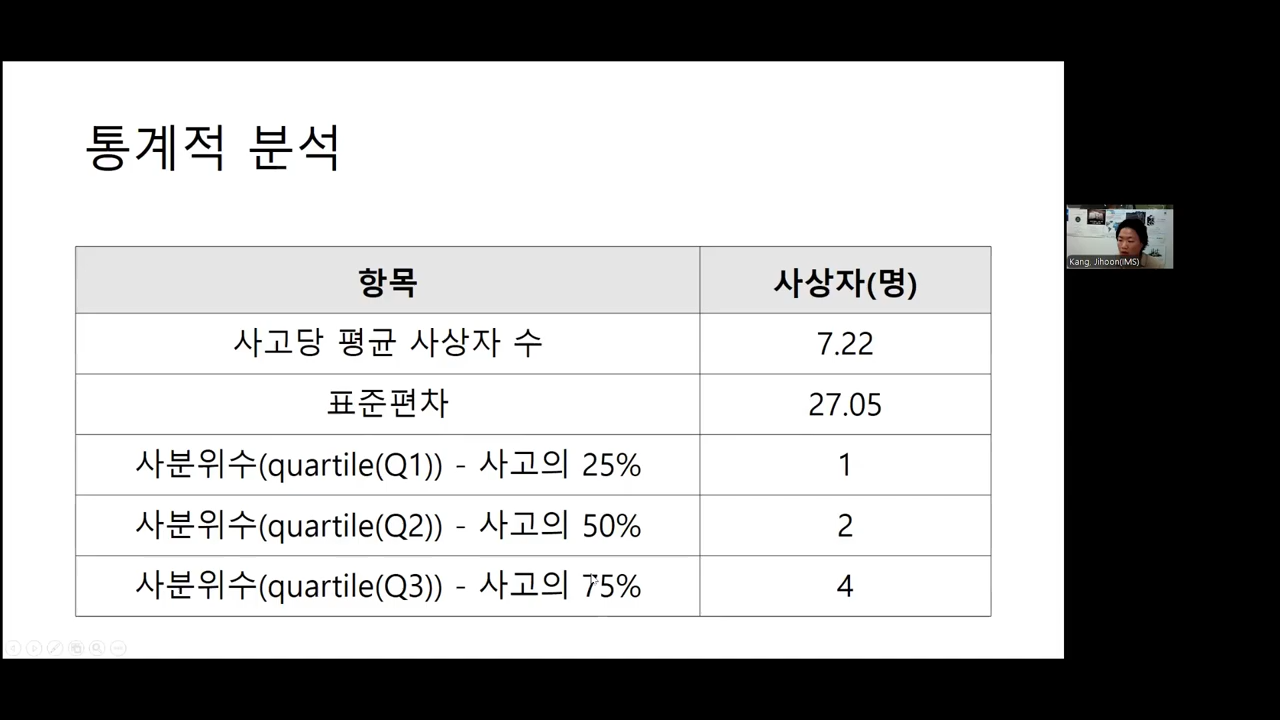 통계적 분석
항목 사상자(명)
사고당 평균 사상자 수 7.22
표준편차 27.05
사분위수(quartile(Q1)) - 사고의 25% 1
사분위수(quartile(Q2)) - 사고의 50% 2
사분위수(quartile(Q3)) - 사고의 75% 4
Kang, Jihoon(IMS)